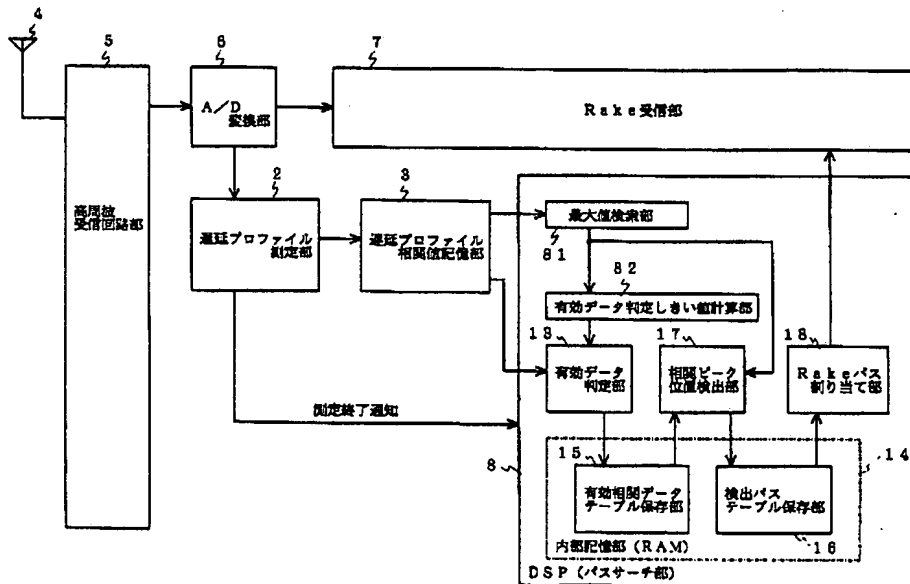 4
5
6
7
A/D
変換部
Rake受信部
2
3
高周波
受信回路部
遅延プロファイル
測定部
遅延プロファイル
相関値記憶部
最大値検索部
81
82
有効データ判定しきい値計算部
13
17
18
有効データ
判定部
相関ピーク
位置検出部
Rakeパス
割り当て部
測定終了通知
8
15
14
有効相関データ
テーブル保存部
検出パス
テーブル保存部
16
内部記憶部(RAM)
DSP(パスサーチ部)